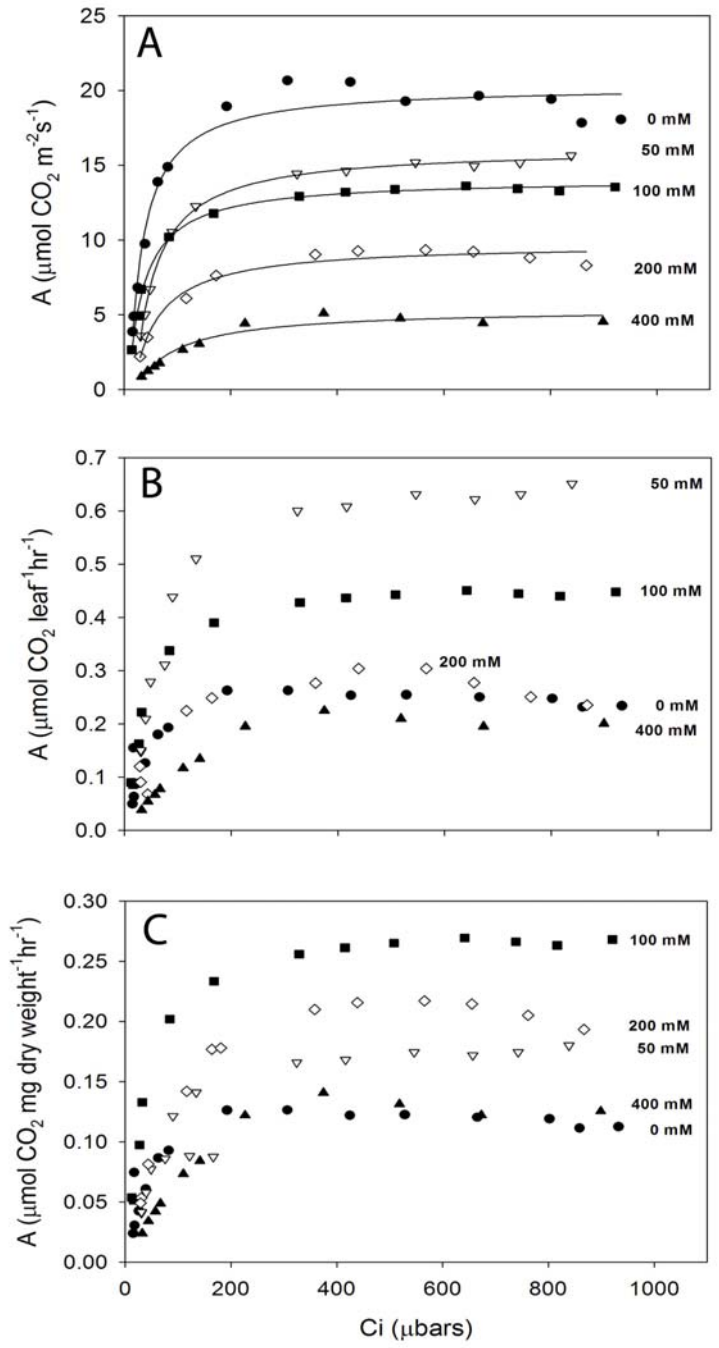 A
A (μmol CO2 m-2s-1)
25
20
15
10
5
0
0 mM
50 mM
100 mM
200 mM
400 mM
B
A (μmol CO2 leaf-1hr-1)
0.7
0.6
0.5
0.4
0.3
0.2
0.1
0.0
50 mM
100 mM
200 mM
0 mM
400 mM
C
A (μmol CO2 mg dry weight-1hr-1)
0.30
0.25
0.20
0.15
0.10
0.05
0.00
100 mM
200 mM
50 mM
400 mM
0 mM
0 200 400 600 800 1000
Ci (μbars)